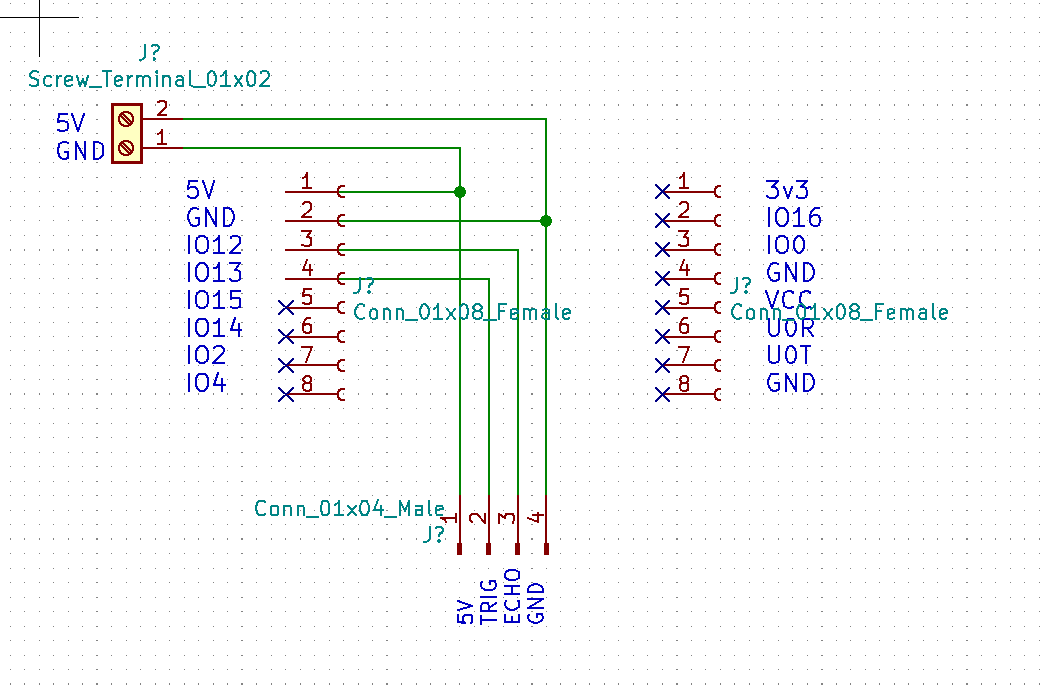 J?
Screw_Terminal_01x02
5V 2
GND 1
5V 1
GND 2
IO12 3
IO13 4
IO15 5
IO14 6
IO2 7
IO4 8
J?
Conn_01x08_Female
1 3v3
2 IO16
3 IO0
4 GND
5 VCC
6 U0R
7 U0T
8 GND
J?
Conn_01x08_Female
Conn_01x04_Male
J?
1
2
3
4
5V
TRIG
ECHO
GND